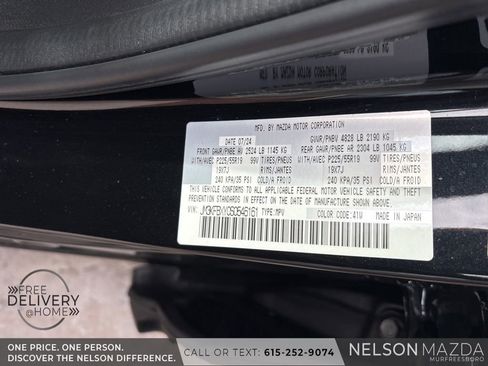 MFD. BY MAZDA MOTOR CORPORATION
DATE 07/24 GVWR/PNBV 4828 LB 2190 KG
FRONT GAWR/PNBE AV 2524 LB 1145 KG REAR GAWR/PNBE AR 2304 LB 1045 KG
WITH/AVEC P225/55R19 99V TIRES/PNEUS WITH/AVEC P225/55R19 99V TIRES/PNEUS
19X7J RIMS/JANTES 19X7J RIMS/JANTES
240 KPA/35 PSI COLD/A FROID 240 KPA/35 PSI COLD/A FROID
THIS VEHICLE CONFORMS TO ALL APPLICABLE FEDERAL MOTOR VEHICLE SAFETY AND THEFT
PREVENTION STANDARDS IN EFFECT ON THE DATE OF MANUFACTURE SHOWN ABOVE.
VIN: TYPE:MPV COLOR CODE:41W MADE IN JAPAN
FREE
DELIVERY
@HOME
ONE PRICE. ONE PERSON.
DISCOVER THE NELSON DIFFERENCE.
CALL OR TEXT: 615-252-9074
NELSON MAZDA
MURFREESBORO